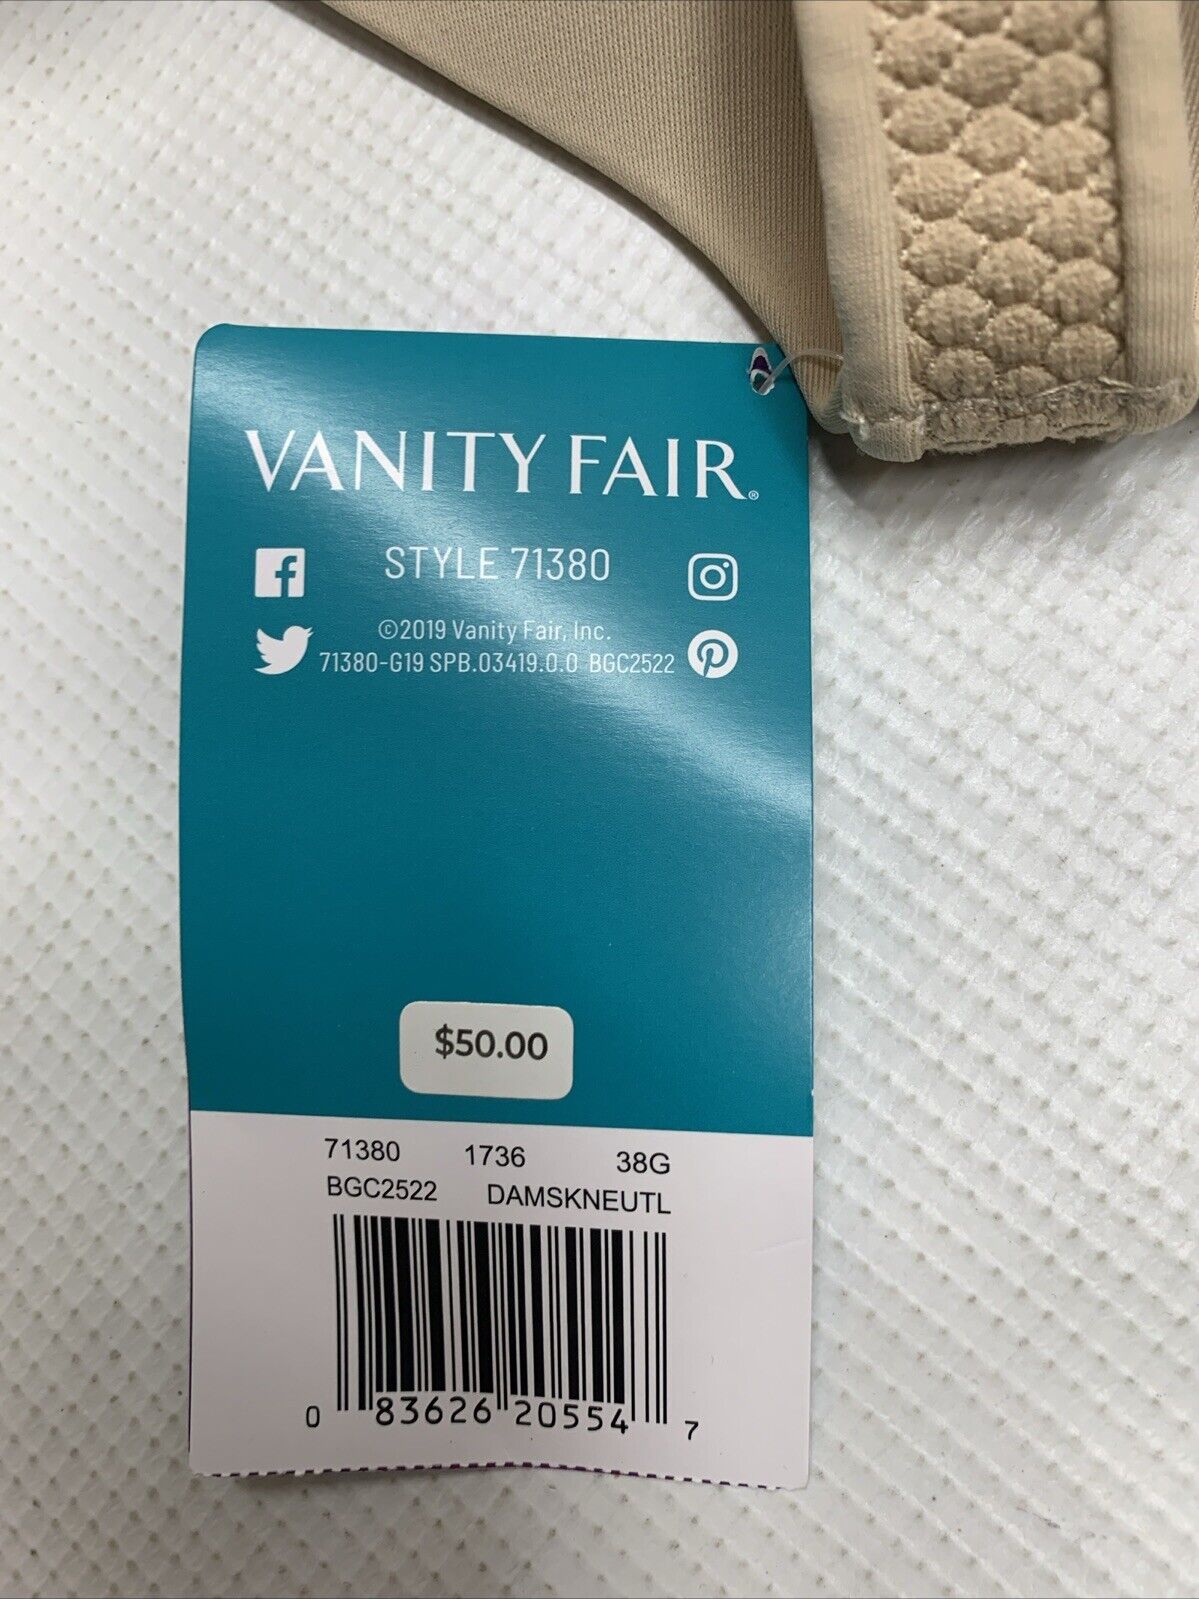 VANITY FAIR®
STYLE 71380
©2019 Vanity Fair, Inc.
71380-G19 SPB.03419.0.0 BGC2522
$50.00
71380 1736 38G
BGC2522 DAMSKNEUTL
0 83626 20554 7